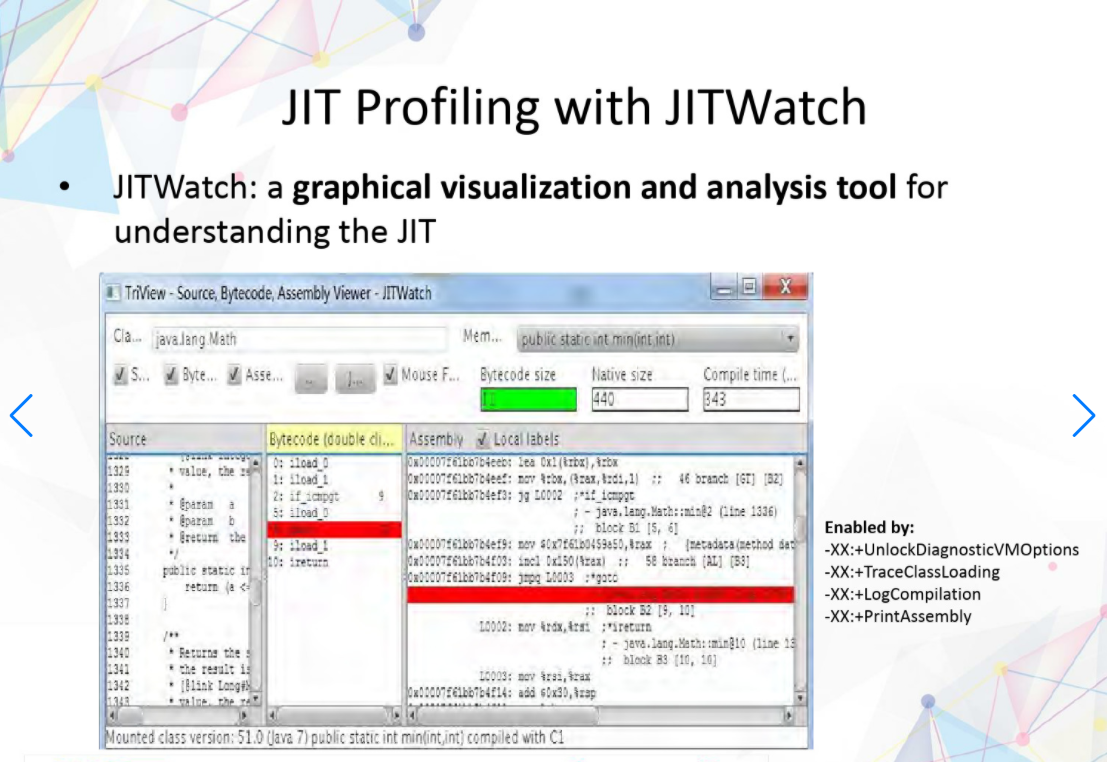 JIT Profiling with JITWatch
• JITWatch: a graphical visualization and analysis tool for
understanding the JIT
TriView - Source, Bytecode, Assembly Viewer - JITWatch
Cla... java.lang.Math Mem... public static int min(int,int)
S... Byte... Asse... ... ]... Mouse F... Bytecode size Native size Compile time (...
11 440 343
Source
1329 * value, the re
1330 *
1331 * @param a
1332 * @param b
1333 * @return the
1334 */
1335 public static in
1336 return (a <=
1337 }
1338
1339 /**
1340 * Returns the s
1341 * the result is
1342 * {@link Long#M
1343 * value, the re
Bytecode (double cli...
0: iload_0
1: iload_1
2: if_icmpgt 9
5: iload_0
9: iload_1
10: ireturn
Assembly Local labels
0x00007f61bb7b4eeb: lea 0x1(%rbx),%rbx
0x00007f61bb7b4eef: mov %rbx,(%rax,%rdi,1) ;; 46 branch [GT] [B2]
0x00007f61bb7b4ef3: jg L0002 ;*if_icmpgt
; - java.lang.Math::min@2 (line 1336)
;; block B1 [5, 6]
0x00007f61bb7b4ef9: mov $0x7f61b0459a50,%rax ; {metadata(method dat
0x00007f61bb7b4f03: incl 0x150(%rax) ;; 58 branch [AL] [B3]
0x00007f61bb7b4f09: jmpq L0003 ;*goto
;; block B2 [9, 10]
L0002: mov %rdx,%rsi ;*ireturn
; - java.lang.Math::min@10 (line 13
;; block B3 [10, 10]
L0003: mov %rsi,%rax
0x00007f61bb7b4f14: add $0x30,%rsp
Mounted class version: 51.0 (Java 7) public static int min(int,int) compiled with C1
Enabled by:
-XX:+UnlockDiagnosticVMOptions
-XX:+TraceClassLoading
-XX:+LogCompilation
-XX:+PrintAssembly